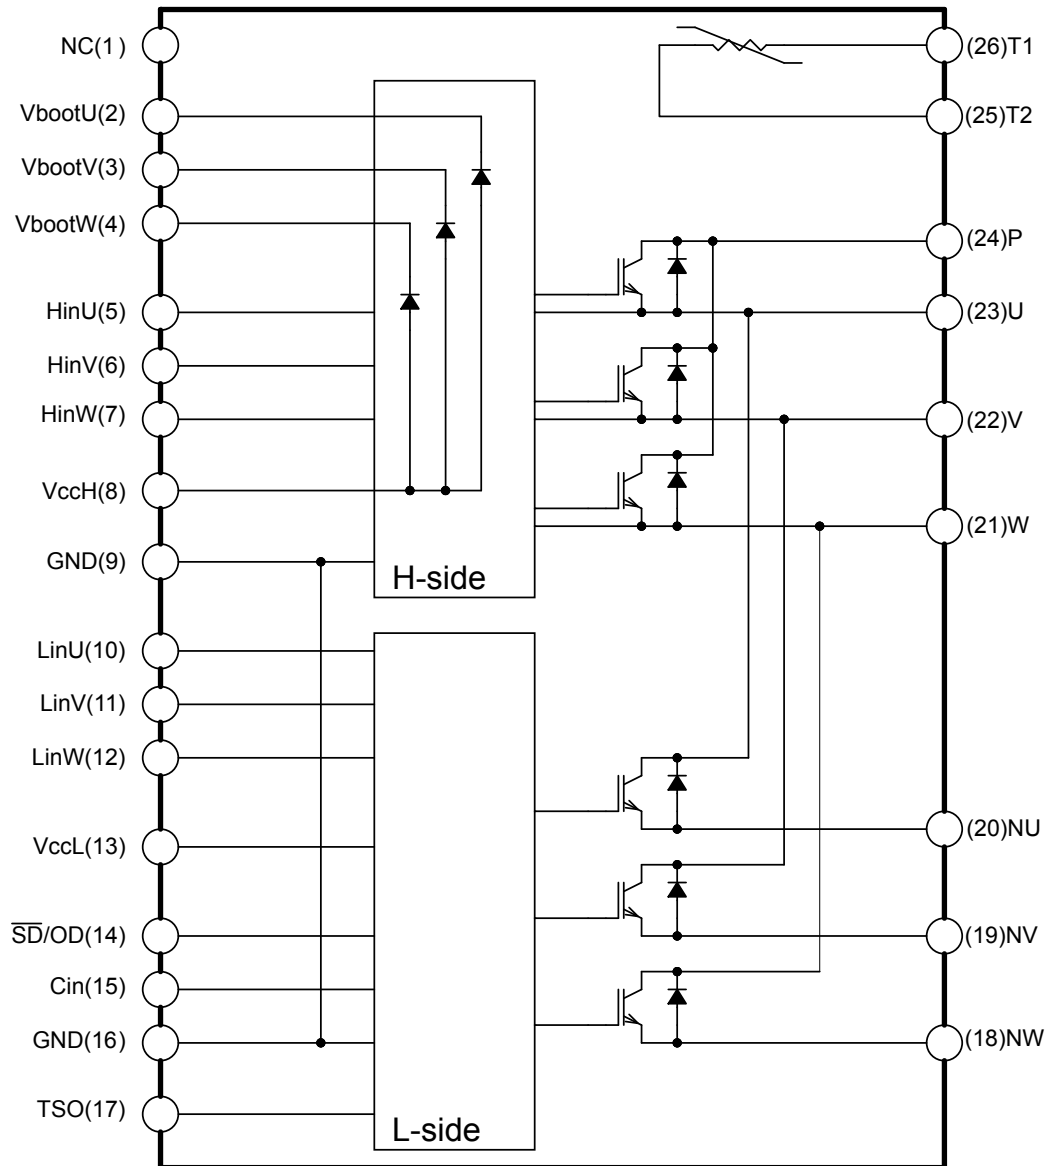 NC(1)
VbootU(2)
VbootV(3)
VbootW(4)
HinU(5)
HinV(6)
HinW(7)
VccH(8)
GND(9)
LinU(10)
LinV(11)
LinW(12)
VccL(13)
S̅D̅/OD(14)
Cin(15)
GND(16)
TSO(17)
H-side
L-side
(26)T1
(25)T2
(24)P
(23)U
(22)V
(21)W
(20)NU
(19)NV
(18)NW